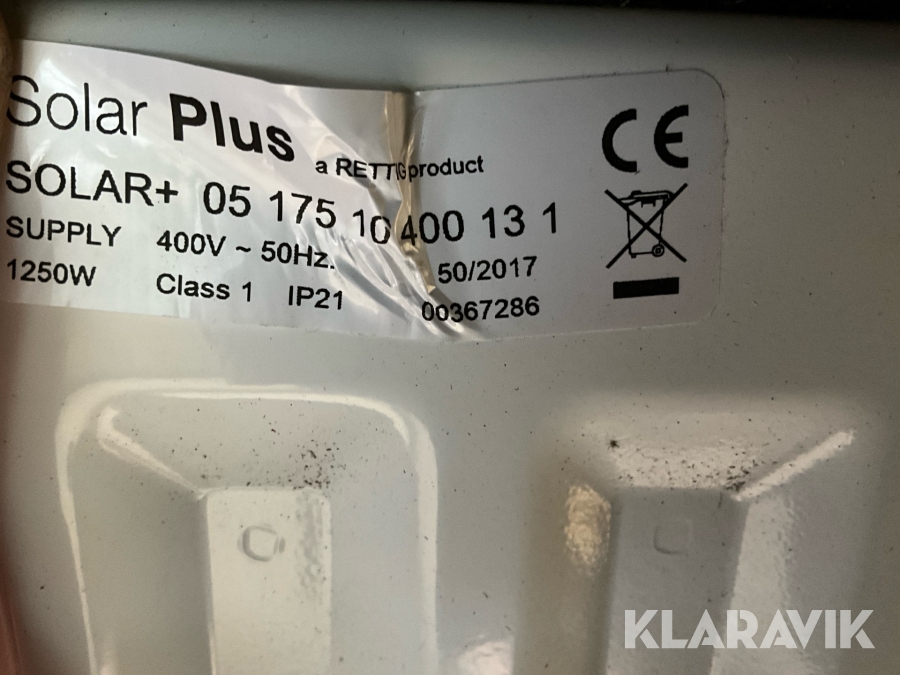 Solar Plus a RETTIG product
SOLAR+ 05 175 10 400 13 1
SUPPLY 400V ~ 50Hz. 50/2017
1250W Class 1 IP21 00367286
CE
KLARAVIK